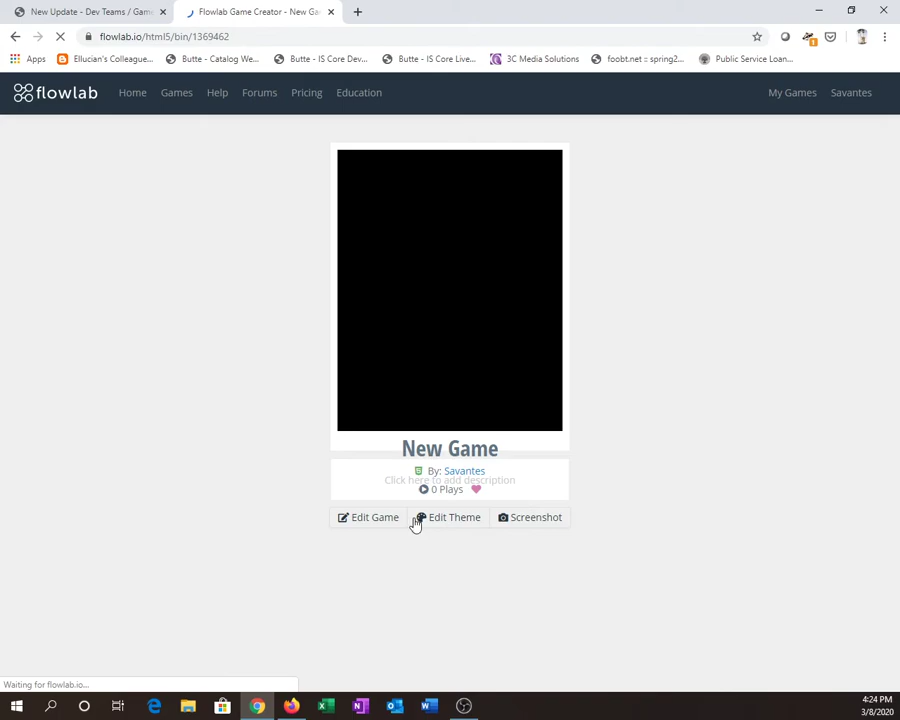 New Update - Dev Teams / Gam
Flowlab Game Creator - New Ga
flowlab.io/html5/bin/1369462
Apps
Ellucian's Colleague...
Butte - Catalog We...
Butte - IS Core Dev...
Butte - IS Core Live...
3C Media Solutions
foobt.net :: spring2...
Public Service Loan...
flowlab
Home
Games
Help
Forums
Pricing
Education
My Games
Savantes
New Game
By: Savantes
Click here to add description
0 Plays
Edit Game
Edit Theme
Screenshot
Waiting for flowlab.io...
4:24 PM
3/8/2020